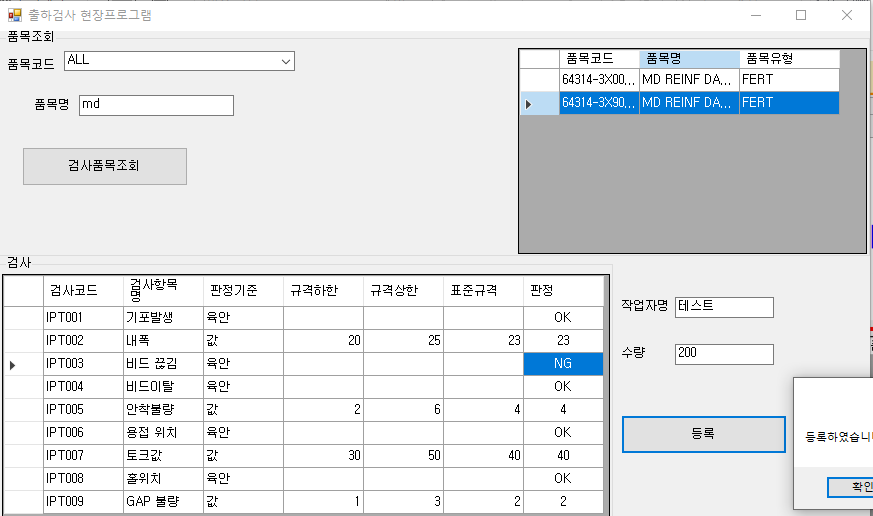 출하검사 현장프로그램
품목조회
품목코드 ALL
품목명 md
검사품목조회
품목코드 품목명 품목유형
64314-3X00... MD REINF DA... FERT
64314-3X90... MD REINF DA... FERT
검사
검사코드 검사항목명 판정기준 규격하한 규격상한 표준규격 판정
IPT001 기포발생 육안 OK
IPT002 내폭 값 20 25 23 23
IPT003 비드 끊김 육안 NG
IPT004 비드이탈 육안 OK
IPT005 안착불량 값 2 6 4 4
IPT006 용접 위치 육안 OK
IPT007 토크값 값 30 50 40 40
IPT008 홀위치 육안 OK
IPT009 GAP 불량 값 1 3 2 2
작업자명 테스트
수량 200
등록
등록하였습니
확인